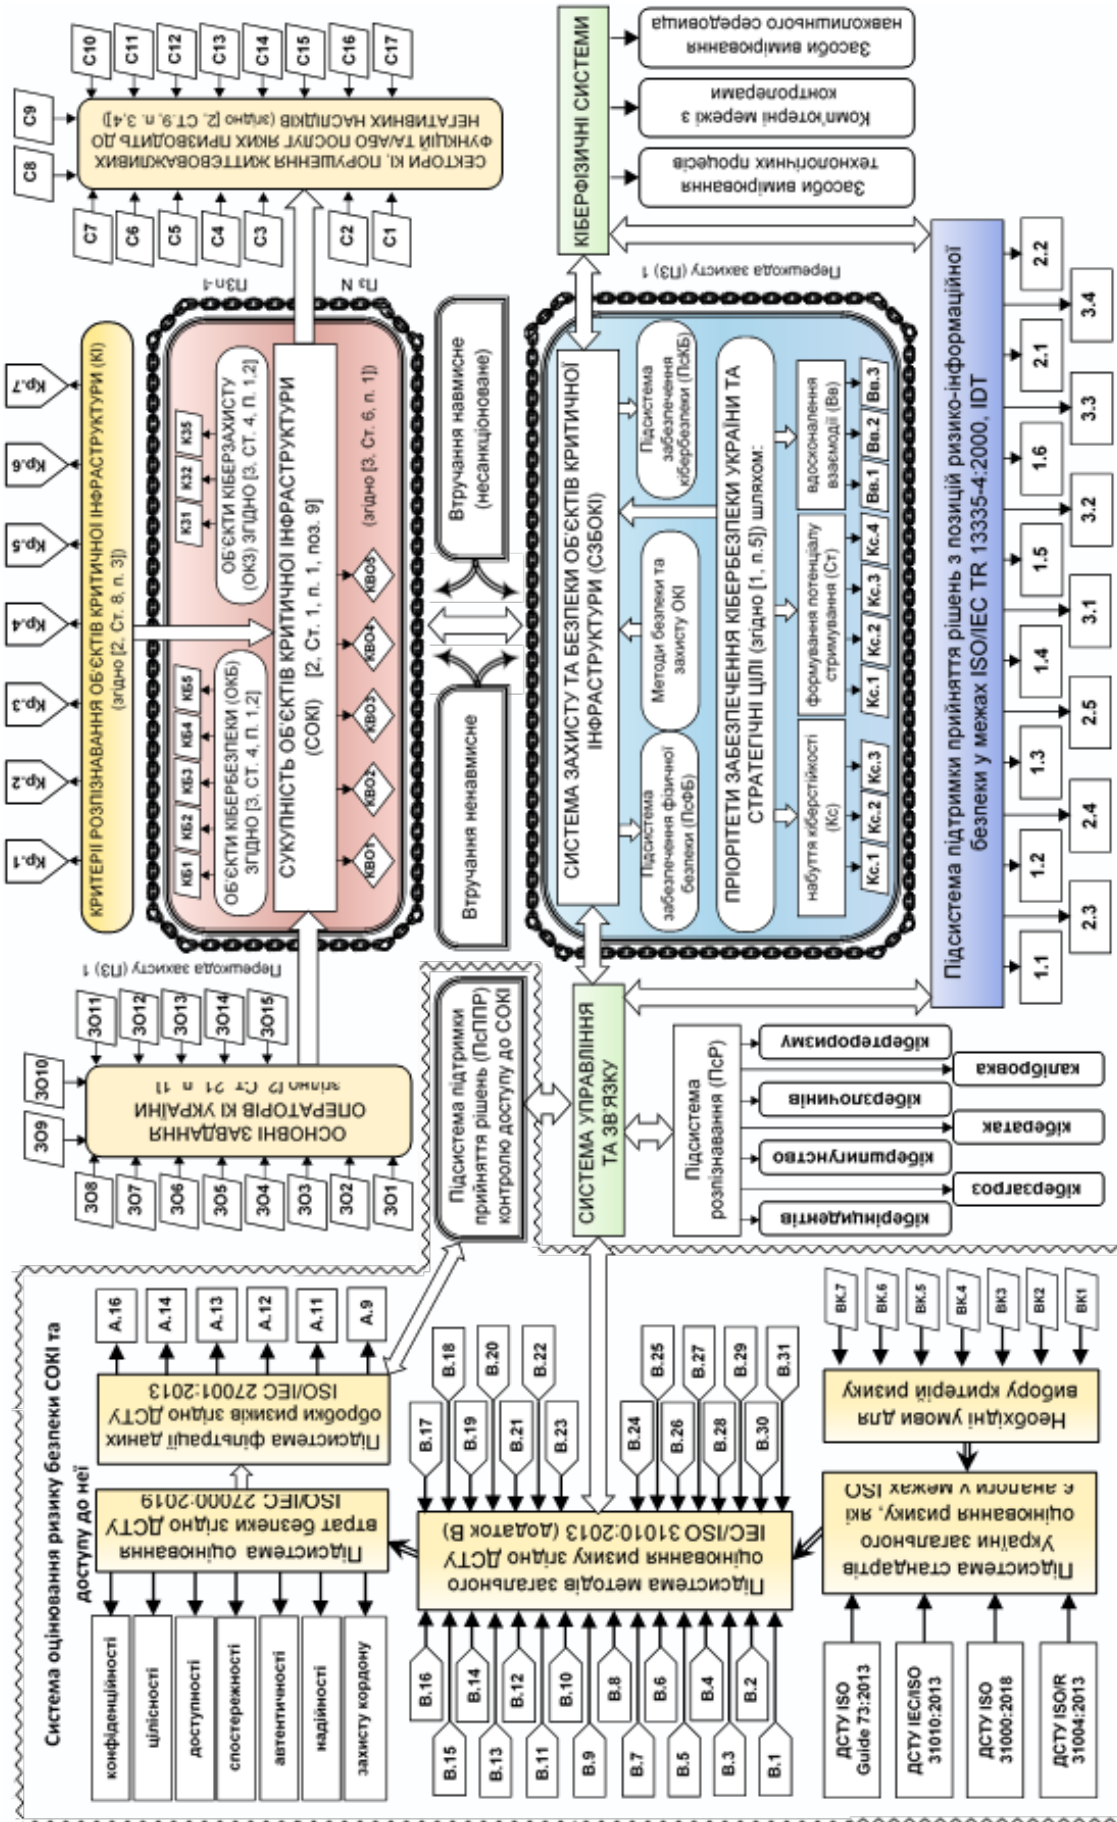 Система оцінювання ризику безпеки СОКІ та
доступу до неї
конфіденційності
цілісності
доступності
спостережності
автентичності
надійності
захисту кордону
Підсистема оцінювання
втрат безпеки згідно ДСТУ
ISO/IEC 27000:2019
Підсистема фільтрації даних
обробки ризиків згідно ДСТУ
ISO/IEC 27001:2013
А.16
А.14
А.13
А.12
А.11
А.9
В.16
В.15
В.14
В.13
В.12
В.11
В.10
В.9
В.8
В.7
В.6
В.5
В.4
В.3
В.2
В.1
Підсистема методів загального
оцінювання ризику згідно ДСТУ
IEC/ISO 31010:2013 (додаток В)
В.17
В.18
В.19
В.20
В.21
В.22
В.23
В.24
В.25
В.26
В.27
В.28
В.29
В.30
В.31
ДСТУ ISO
Guide 73:2013
ДСТУ IEC/ISO
31010:2013
ДСТУ ISO
31000:2018
ДСТУ ISO/R
31004:2013
Підсистема стандартів
України загального
оцінювання ризику, які
є аналоги у межах ISO
Необхідні умови для
вибору критерій ризику
ВК.7
ВК.6
ВК.5
ВК.4
ВК3
ВК2
ВК1
ЗО9
ЗО10
ЗО8
ЗО7
ЗО6
ЗО5
ЗО4
ЗО3
ЗО2
ЗО1
ОСНОВНІ ЗАВДАННЯ
ОПЕРАТОРІВ КІ УКРАЇНИ
згідно [2, Ст. 21, п. 1]
ЗО11
ЗО12
ЗО13
ЗО14
ЗО15
Підсистема підтримки
прийняття рішень (ПсППР)
контролю доступу до СОКІ
СИСТЕМА УПРАВЛІННЯ
ТА ЗВ'ЯЗКУ
Підсистема
розпізнавання (ПсР)
кіберінцидентів
кіберзагроз
кібершпигунство
кібератак
кіберзлочинів
калібровка
кібертероризму
Кр.1
Кр.2
Кр.3
Кр.4
Кр.5
Кр.6
Кр.7
КРИТЕРІЇ РОЗПІЗНАВАННЯ ОБ'ЄКТІВ КРИТИЧНОЇ ІНФРАСТРУКТУРИ (КІ)
(згідно [2, Ст. 8, п. 3])
Перешкода захисту (ПЗ) 1
ПЗn-1
Пз N
КБ1
КБ2
КБ3
КБ4
КБ5
КЗ1
КЗ2
КЗ5
ОБ'ЄКТИ КІБЕРБЕЗПЕКИ (ОКБ)
ЗГІДНО [3, СТ. 4, П. 1,2]
ОБ'ЄКТИ КІБЕРЗАХИСТУ
(ОКЗ) ЗГІДНО [3, СТ. 4, П. 1,2]
СУКУПНІСТЬ ОБ'ЄКТІВ КРИТИЧНОЇ ІНФРАСТРУКТУРИ
(СОКІ) [2, Ст. 1, п. 1, поз. 9]
КВО1
КВО2
КВО3
КВО4
КВО5
(згідно [3, Ст. 6, п. 1])
Втручання ненавмисне
Втручання навмисне
(несанкціоноване)
СИСТЕМА ЗАХИСТУ ТА БЕЗПЕКИ ОБ'ЄКТІВ КРИТИЧНОЇ
ІНФРАСТРУКТУРИ (СЗБОКІ)
Підсистема
забезпечення фізичної
безпеки (ПсФБ)
Методи безпеки та
захисту ОКІ
Підсистема
забезпечення
кібербезпеки (ПсКБ)
ПРІОРІТЕТИ ЗАБЕЗПЕЧЕННЯ КІБЕРБЕЗПЕКИ УКРАЇНИ ТА
СТРАТЕГІЧНІ ЦІЛІ (згідно [1, п.5]) шляхом:
набуття кіберстійкості
(Кс)
формування потенціалу
стримування (Ст)
вдосконалення
взаємодії (Вв)
Кс.1
Кс.2
Кс.3
Кс.1
Кс.2
Кс.3
Кс.4
Вв.1
Вв.2
Вв.3
Перешкода захисту (ПЗ) 1
Підсистема підтримки прийняття рішень з позицій ризико-інформаційної
безпеки у межах ISO/IEC TR 13335-4:2000, IDT
1.1
2.3
1.2
2.4
1.3
2.5
1.4
3.1
1.5
3.2
1.6
3.3
2.1
3.4
2.2
С8
С9
С7
С6
С5
С4
С3
С2
С1
СЕКТОРИ КІ, ПОРУШЕННЯ ЖИТТЄВОВАЖЛИВИХ
ФУНКЦІЙ ТА/АБО ПОСЛУГ ЯКИХ ПРИЗВОДИТЬ ДО
НЕГАТИВНИХ НАСЛІДКІВ (згідно [2, СТ.9, п. 3,4]
С10
С11
С12
С13
С14
С15
С16
С17
КІБЕРФІЗИЧНІ СИСТЕМИ
Засоби вимірювання
технологічних процесів
Комп'ютерні мережі з
контролерами
Засоби вимірювання
навколишнього середовища